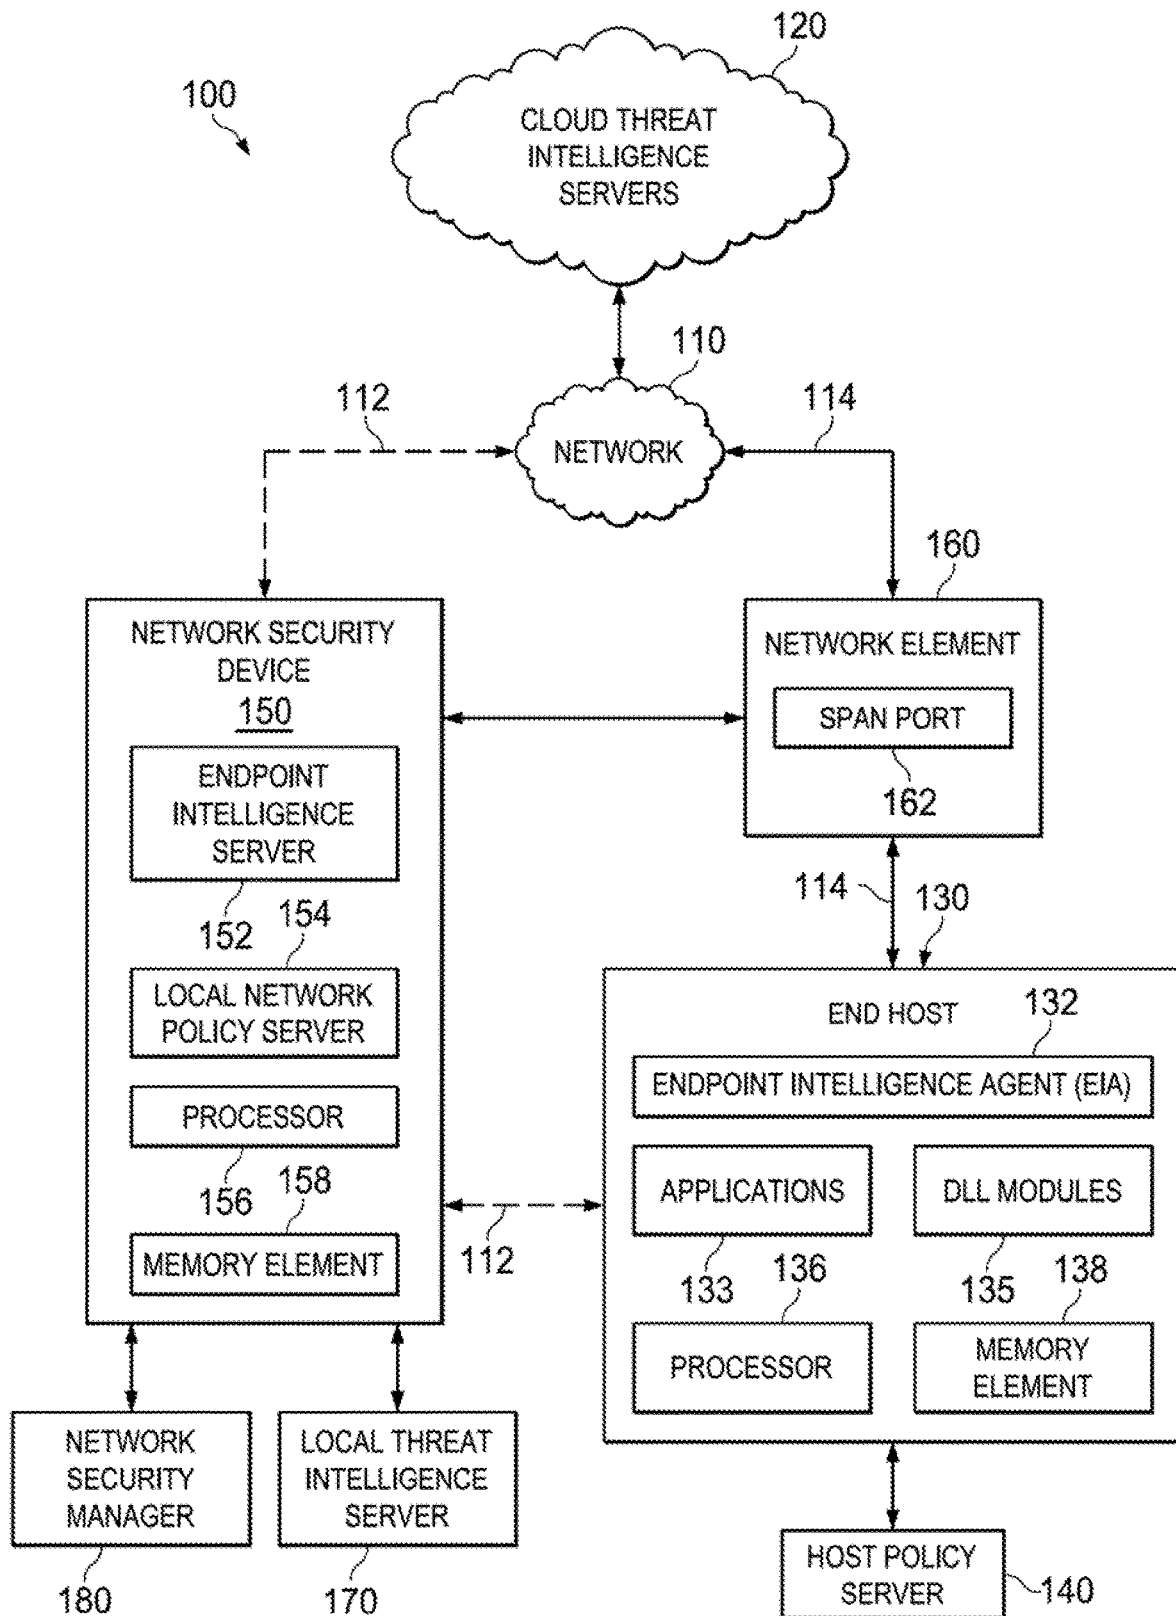 120
100
CLOUD THREAT
INTELLIGENCE
SERVERS
110
112
114
NETWORK
160
NETWORK SECURITY
DEVICE
150
NETWORK ELEMENT
SPAN PORT
162
ENDPOINT
INTELLIGENCE
SERVER
152
154
114
130
LOCAL NETWORK
POLICY SERVER
END HOST
132
ENDPOINT INTELLIGENCE AGENT (EIA)
PROCESSOR
156
158
APPLICATIONS
DLL MODULES
133
136
135
138
112
MEMORY ELEMENT
PROCESSOR
MEMORY
ELEMENT
NETWORK
SECURITY
MANAGER
180
LOCAL THREAT
INTELLIGENCE
SERVER
170
HOST POLICY
SERVER
140